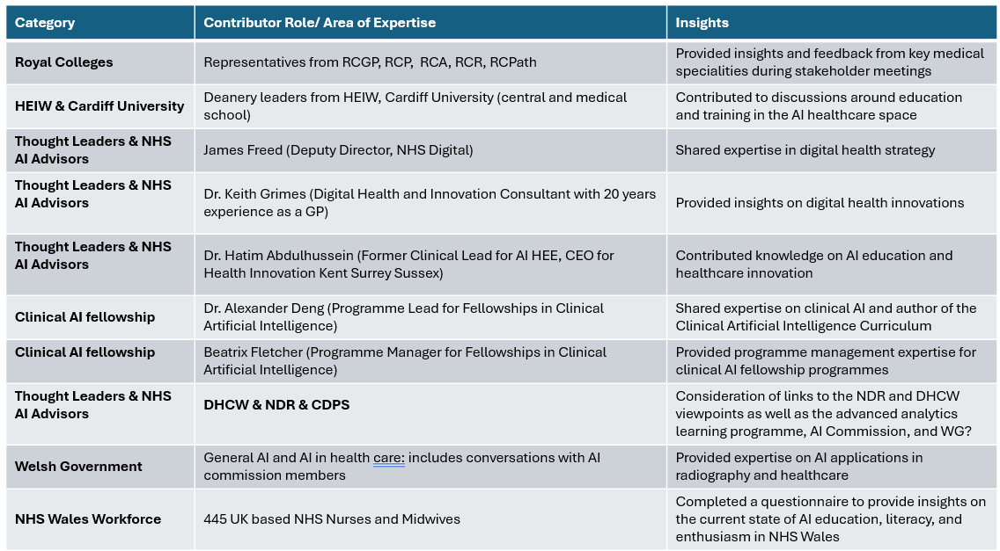 Category
Contributor Role/ Area of Expertise
Insights
Royal Colleges
Representatives from RCGP, RCP,  RCA, RCR, RCPath
Provided insights and feedback from key medical
specialities during stakeholder meetings
HEIW & Cardiff University
Deanery leaders from HEIW, Cardiff University (central and medical
school)
Contributed to discussions around education
and training in the AI healthcare space
Thought Leaders & NHS
AI Advisors
James Freed (Deputy Director, NHS Digital)
Shared expertise in digital health strategy
Thought Leaders & NHS
AI Advisors
Dr. Keith Grimes (Digital Health and Innovation Consultant with 20 years
experience as a GP)
Provided insights on digital health innovations
Thought Leaders & NHS
AI Advisors
Dr. Hatim Abdulhussein (Former Clinical Lead for AI HEE, CEO for
Health Innovation Kent Surrey Sussex)
Contributed knowledge on AI education and
healthcare innovation
Clinical AI fellowship
Dr. Alexander Deng (Programme Lead for Fellowships in Clinical
Artificial Intelligence)
Shared expertise on clinical AI and author of the
Clinical Artificial Intelligence Curriculum
Clinical AI fellowship
Beatrix Fletcher (Programme Manager for Fellowships in Clinical
Artificial Intelligence)
Provided programme management expertise for
clinical AI fellowship programmes
Thought Leaders & NHS
AI Advisors
DHCW & NDR & CDPS
Consideration of links to the NDR and DHCW
viewpoints as well as the advanced analytics
learning programme, AI Commission, and WG?
Welsh Government
General AI and AI in health care: includes conversations with AI
commission members
Provided expertise on AI applications in
radiography and healthcare
NHS Wales Workforce
445 UK based NHS Nurses and Midwives
Completed a questionnaire to provide insights on
the current state of AI education, literacy, and
enthusiasm in NHS Wales